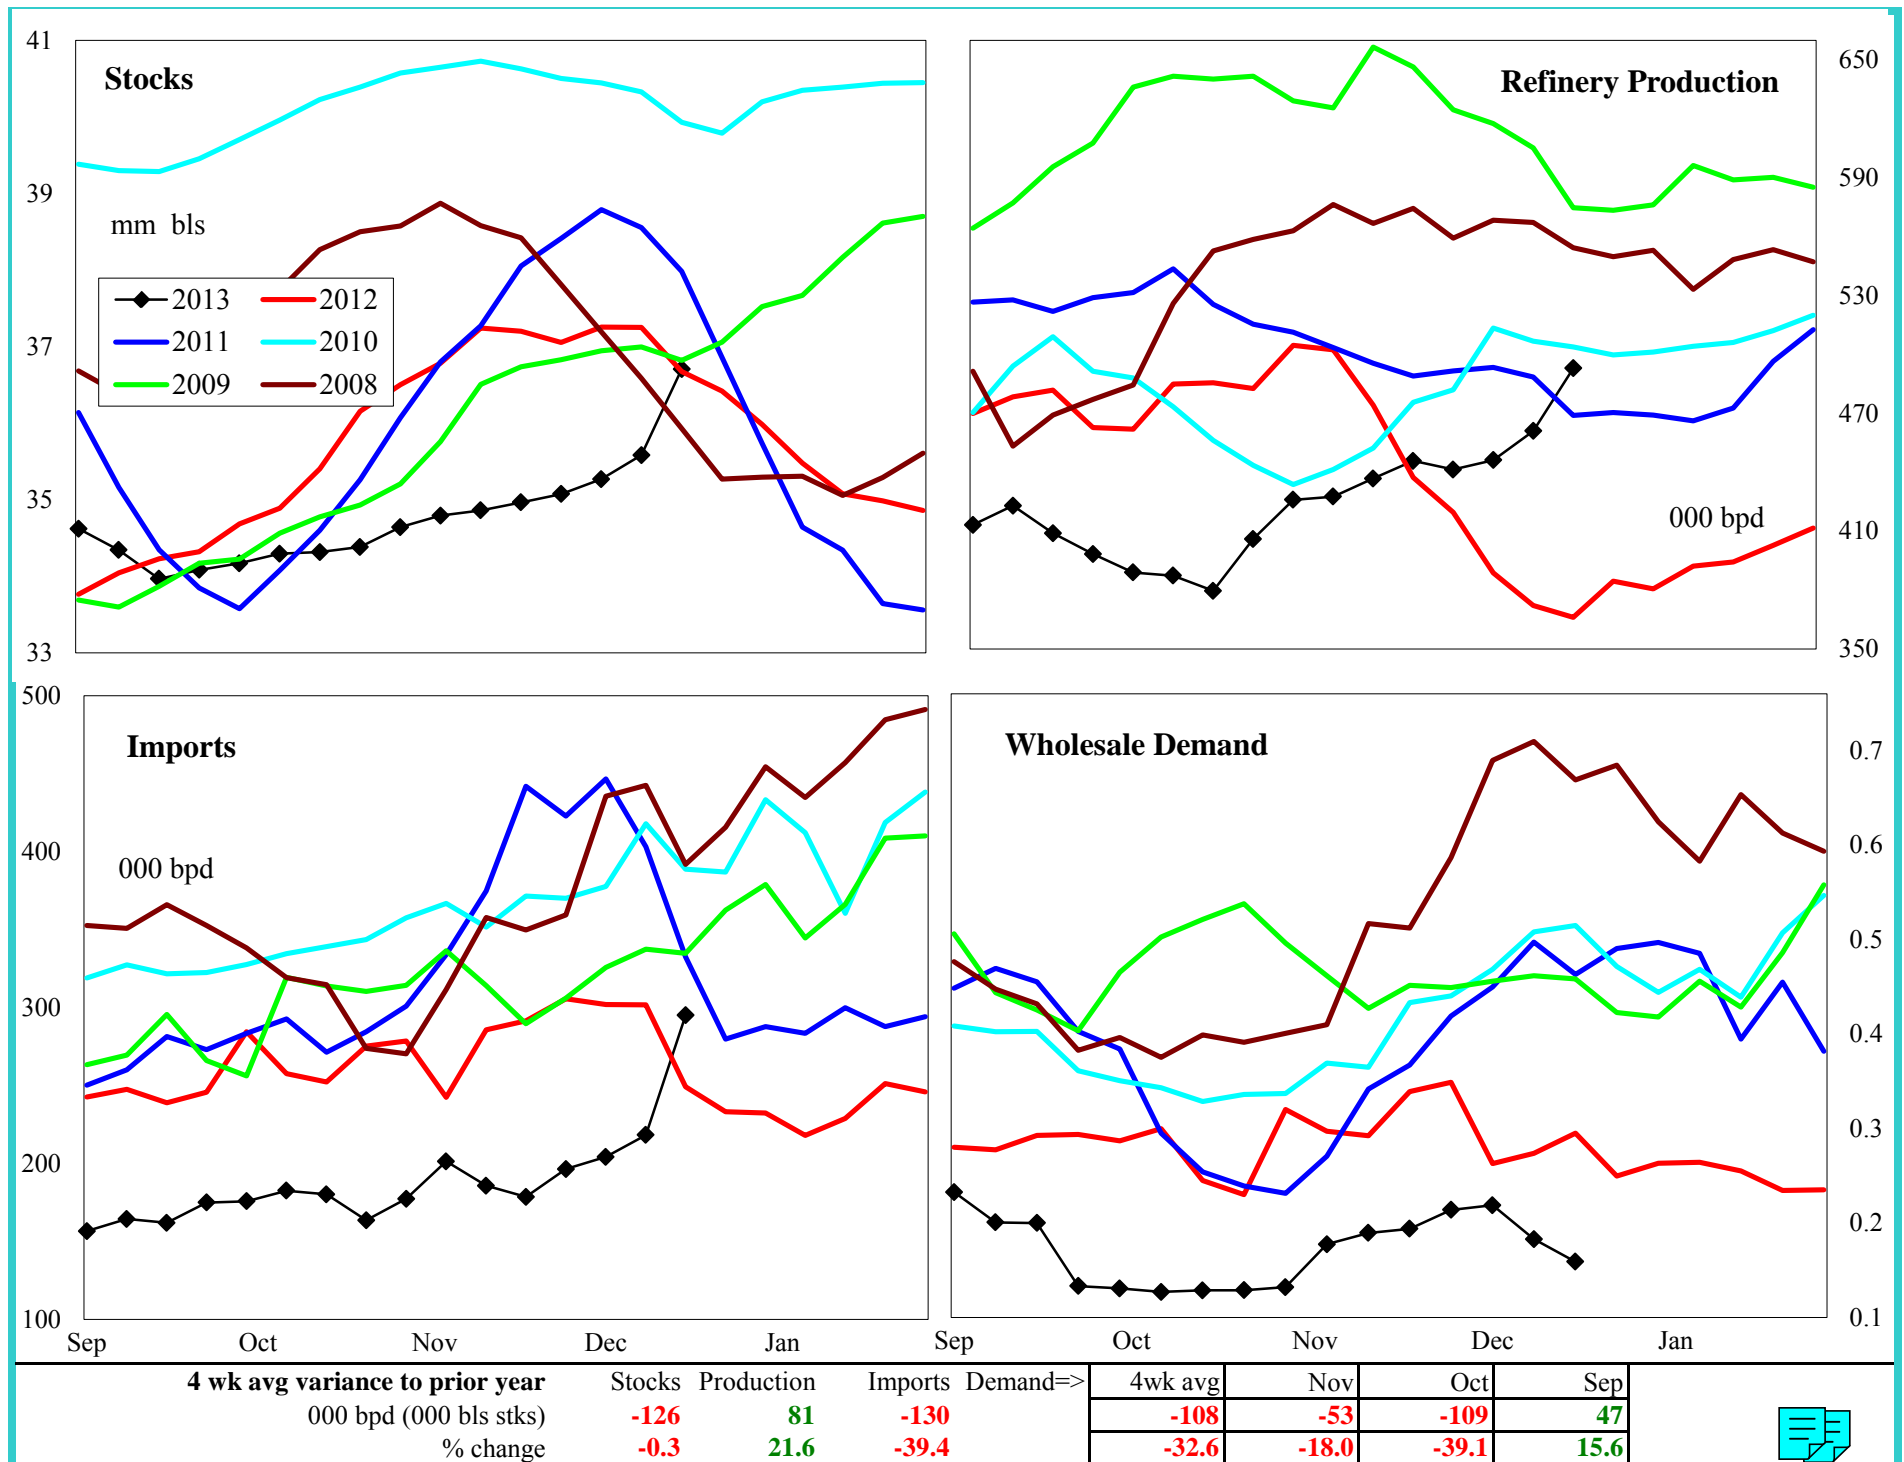 41
39
37
35
33
Stocks
mm bls
2013 2012
2011 2010
2009 2008
Refinery Production
000 bpd
650
590
530
470
410
350
500
400
300
200
100
Imports
000 bpd
Sep Oct Nov Dec Jan
Wholesale Demand
0.7
0.6
0.5
0.4
0.3
0.2
0.1
Sep Oct Nov Dec Jan
4 wk avg variance to prior year Stocks Production Imports Demand=> 4wk avg Nov Oct Sep
000 bpd (000 bls stks) -126 81 -130 -108 -53 -109 47
% change -0.3 21.6 -39.4 -32.6 -18.0 -39.1 15.6